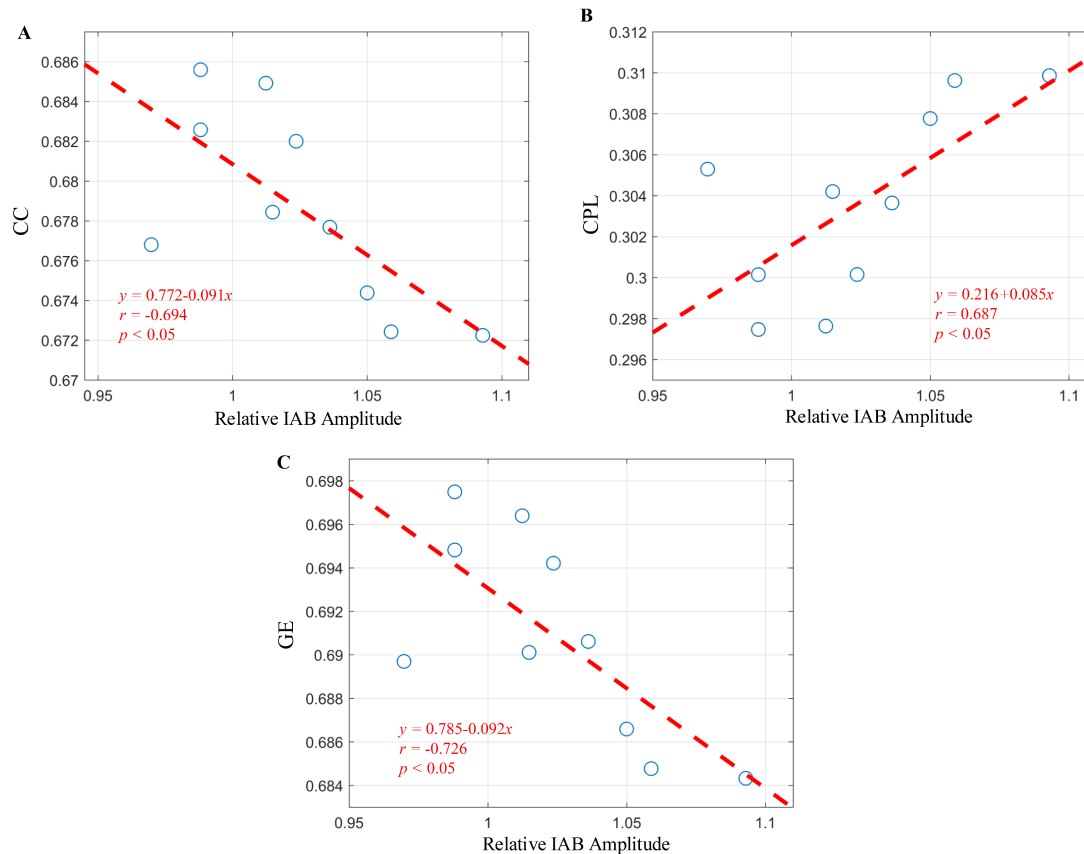 A
CC
0.686
0.684
0.682
0.68
0.678
0.676
0.674
0.672
0.67
y = 0.772-0.091x
r = -0.694
p < 0.05
0.95
1
1.05
1.1
Relative IAB Amplitude
B
CPL
0.312
0.31
0.308
0.306
0.304
0.302
0.3
0.298
0.296
y = 0.216+0.085x
r = 0.687
p < 0.05
0.95
1
1.05
1.1
Relative IAB Amplitude
C
GE
0.698
0.696
0.694
0.692
0.69
0.688
0.686
0.684
y = 0.785-0.092x
r = -0.726
p < 0.05
0.95
1
1.05
1.1
Relative IAB Amplitude